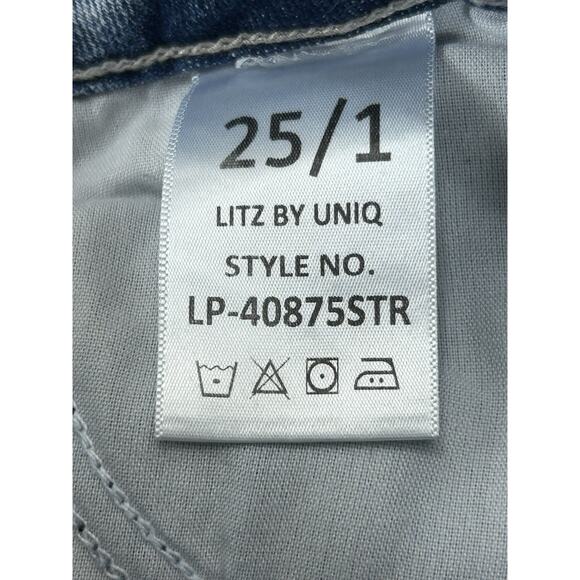 25/1
LITZ BY UNIQ
STYLE NO.
LP-40875STR